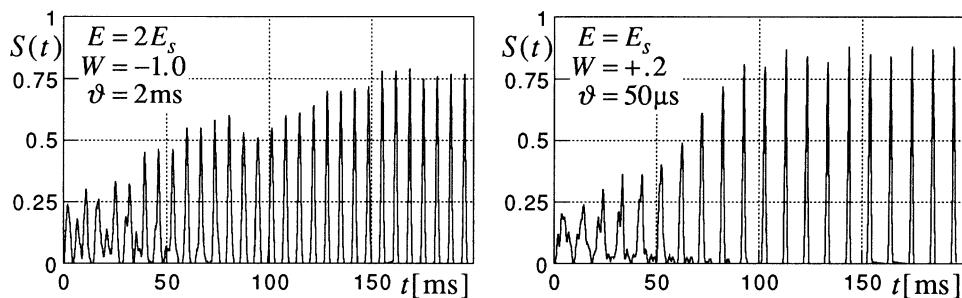 1
S(t)
0.75
0.5
0.25
0
E = 2E_s
W = −1.0
ϑ = 2ms
0 50 100 150 t[ms]
1
S(t)
0.75
0.5
0.25
0
E = E_s
W = +.2
ϑ = 50μs
0 50 100 150 t[ms]